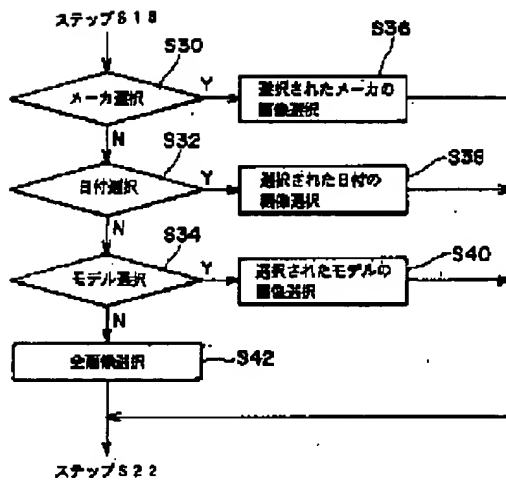 ステップS18
S30
S36
メーカ選択
Y
選択されたメーカの
画像選択
N
S32
S38
日付選択
Y
選択された日付の
画像選択
N
S34
S40
モデル選択
Y
選択されたモデルの
画像選択
N
全画像選択
S42
ステップS22